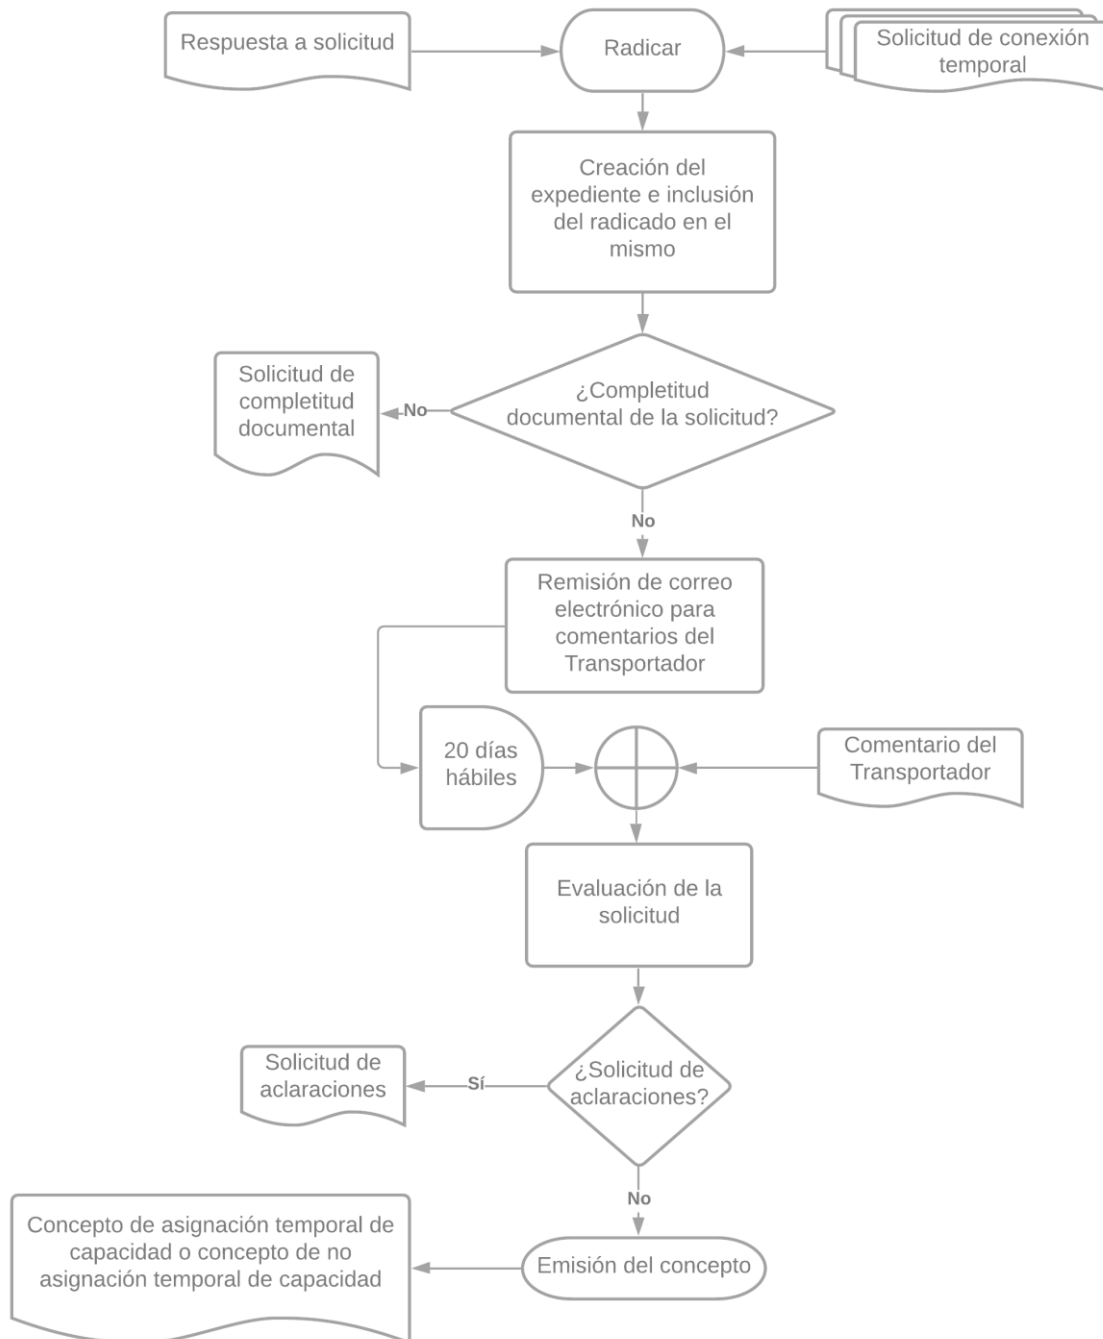 Respuesta a solicitud
Radicar
Solicitud de conexión
temporal
Creación del
expediente e inclusión
del radicado en el
mismo
¿Completitud
documental de la solicitud?
Solicitud de
completitud
documental
No
No
Remisión de correo
electrónico para
comentarios del
Transportador
20 días
hábiles
Comentario del
Transportador
Evaluación de la
solicitud
¿Solicitud de
aclaraciones?
Sí
Solicitud de
aclaraciones
No
Emisión del concepto
Concepto de asignación temporal de
capacidad o concepto de no
asignación temporal de capacidad